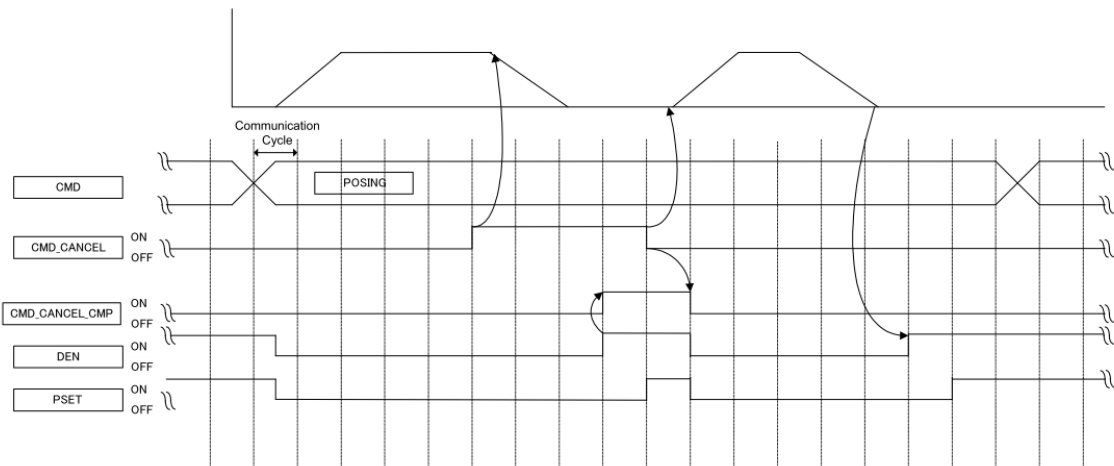 Communication
Cycle
CMD
POSING
CMD_CANCEL
ON
OFF
CMD_CANCEL_CMP
ON
OFF
DEN
ON
OFF
PSET
ON
OFF